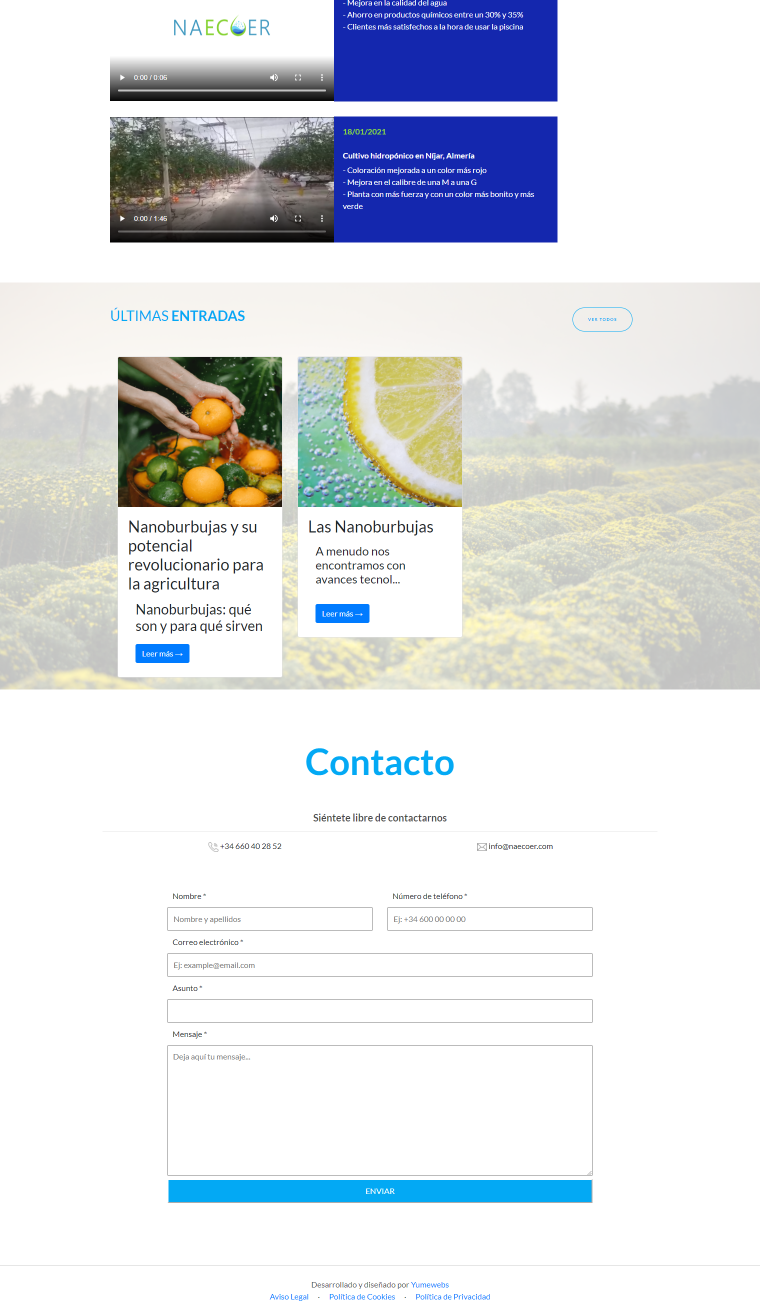 NAECOER
- Mejora en la calidad del agua
- Ahorro en productos químicos entre un 30% y 35%
- Clientes más satisfechos a la hora de usar la piscina
0:00 / 0:06
18/01/2021
Cultivo hidropónico en Níjar, Almería
- Coloración mejorada a un color más rojo
- Mejora en el calibre de una M a una G
- Planta con más fuerza y con un color más bonito y más
verde
0:00 / 1:46
ÚLTIMAS ENTRADAS
VER TODOS
Nanoburbujas y su
potencial
revolucionario para
la agricultura
Nanoburbujas: qué
son y para qué sirven
Leer más →
Las Nanoburbujas
A menudo nos
encontramos con
avances tecnol...
Leer más →
Contacto
Siéntete libre de contactarnos
+34 660 40 28 52
info@naecoer.com
Nombre *
Número de teléfono *
Nombre y apellidos
Ej: +34 600 00 00 00
Correo electrónico *
Ej: example@email.com
Asunto *
Mensaje *
Deja aquí tu mensaje...
ENVIAR
Desarrollado y diseñado por Yumewebs
Aviso Legal · Política de Cookies · Política de Privacidad